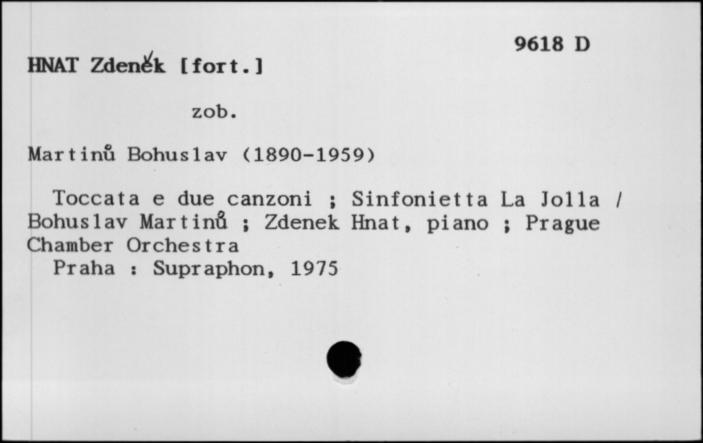 9618 D
HNAT Zdeněk [fort.]
zob.
Martinů Bohuslav (1890-1959)
Toccata e due canzoni ; Sinfonietta La Jolla /
Bohuslav Martinů ; Zdenek Hnat, piano ; Prague
Chamber Orchestra
Praha : Supraphon, 1975